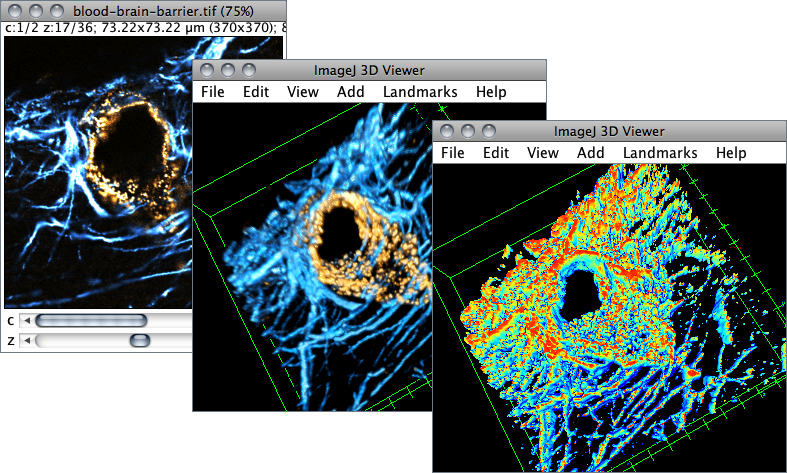 blood-brain-barrier.tif (75%)
c:1/2 z:17/36; 73.22x73.22 µm (370x370); 8
c
z
ImageJ 3D Viewer
File Edit View Add Landmarks Help
ImageJ 3D Viewer
File Edit View Add Landmarks Help